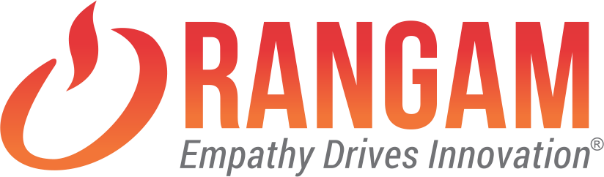 RANGAM
Empathy Drives Innovation®